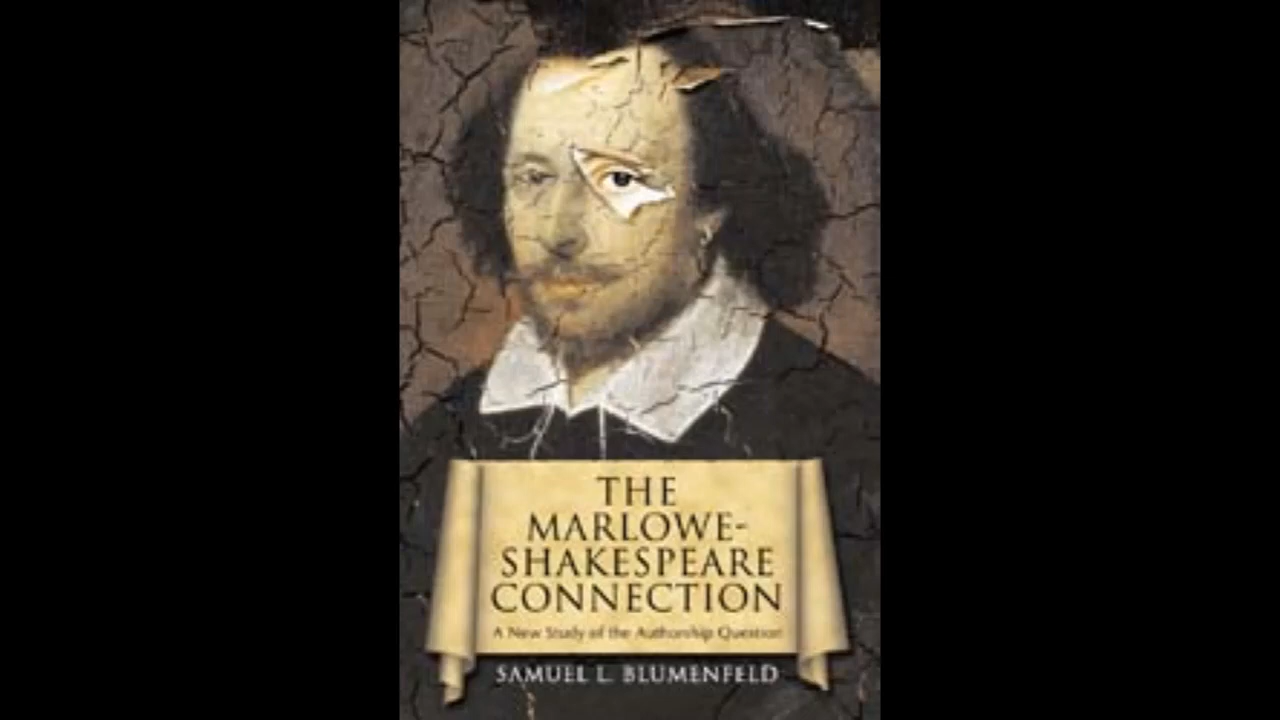 THE
MARLOWE-
SHAKESPEARE
CONNECTION
A New Study of the Authorship Question
SAMUEL L. BLUMENFELD